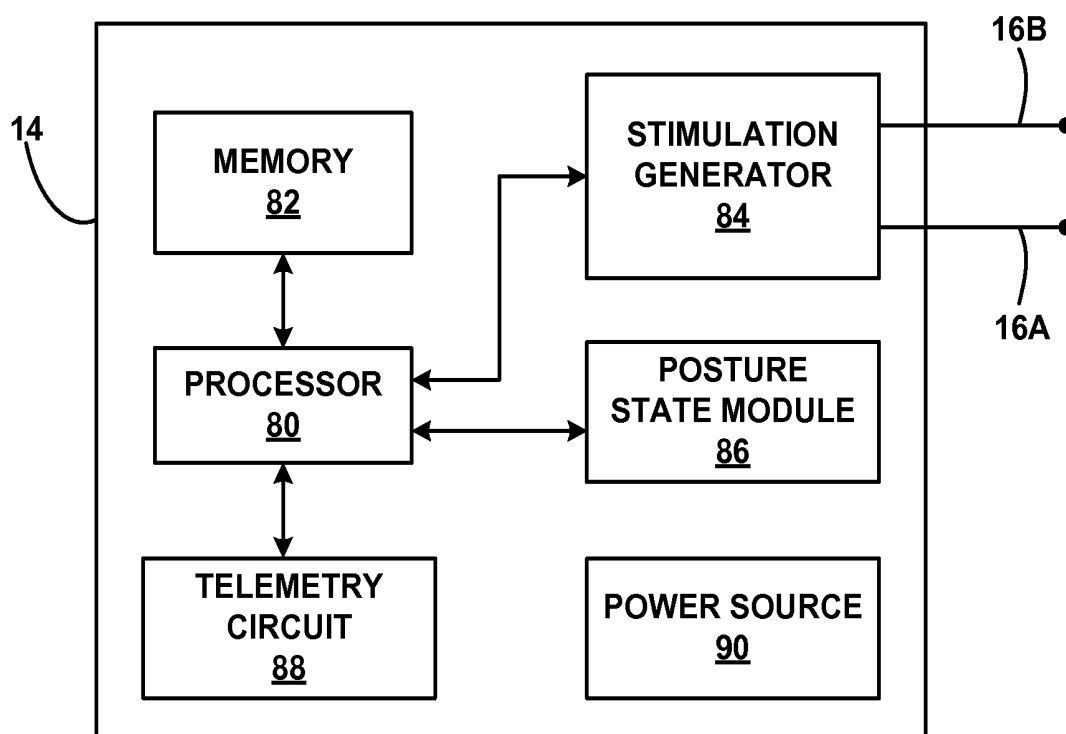 16B
14
MEMORY
82
STIMULATION
GENERATOR
84
16A
PROCESSOR
80
POSTURE
STATE MODULE
86
TELEMETRY
CIRCUIT
88
POWER SOURCE
90